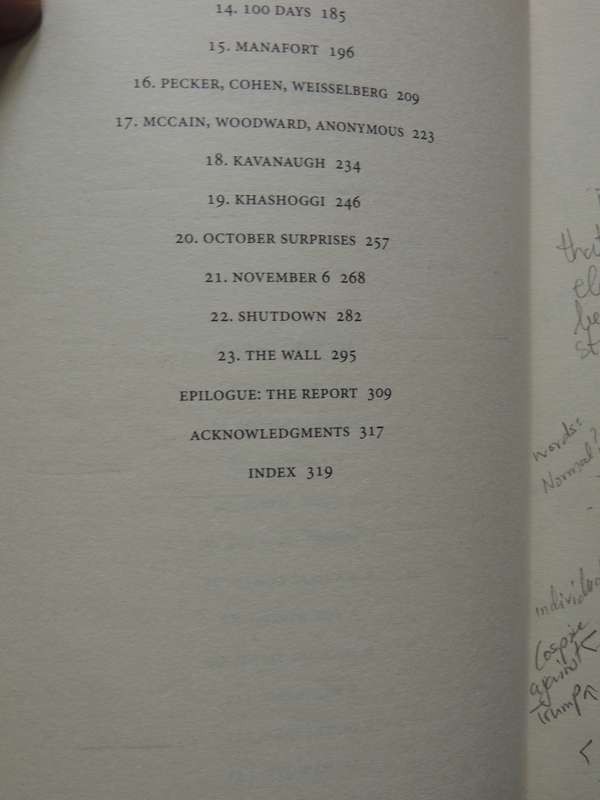 14. 100 DAYS 185
15. MANAFORT 196
16. PECKER, COHEN, WEISSELBERG 209
17. MCCAIN, WOODWARD, ANONYMOUS 223
18. KAVANAUGH 234
19. KHASHOGGI 246
20. OCTOBER SURPRISES 257
21. NOVEMBER 6 268
22. SHUTDOWN 282
23. THE WALL 295
EPILOGUE: THE REPORT 309
ACKNOWLEDGMENTS 317
INDEX 319
that
words:
Normal?
individual
against
Trump